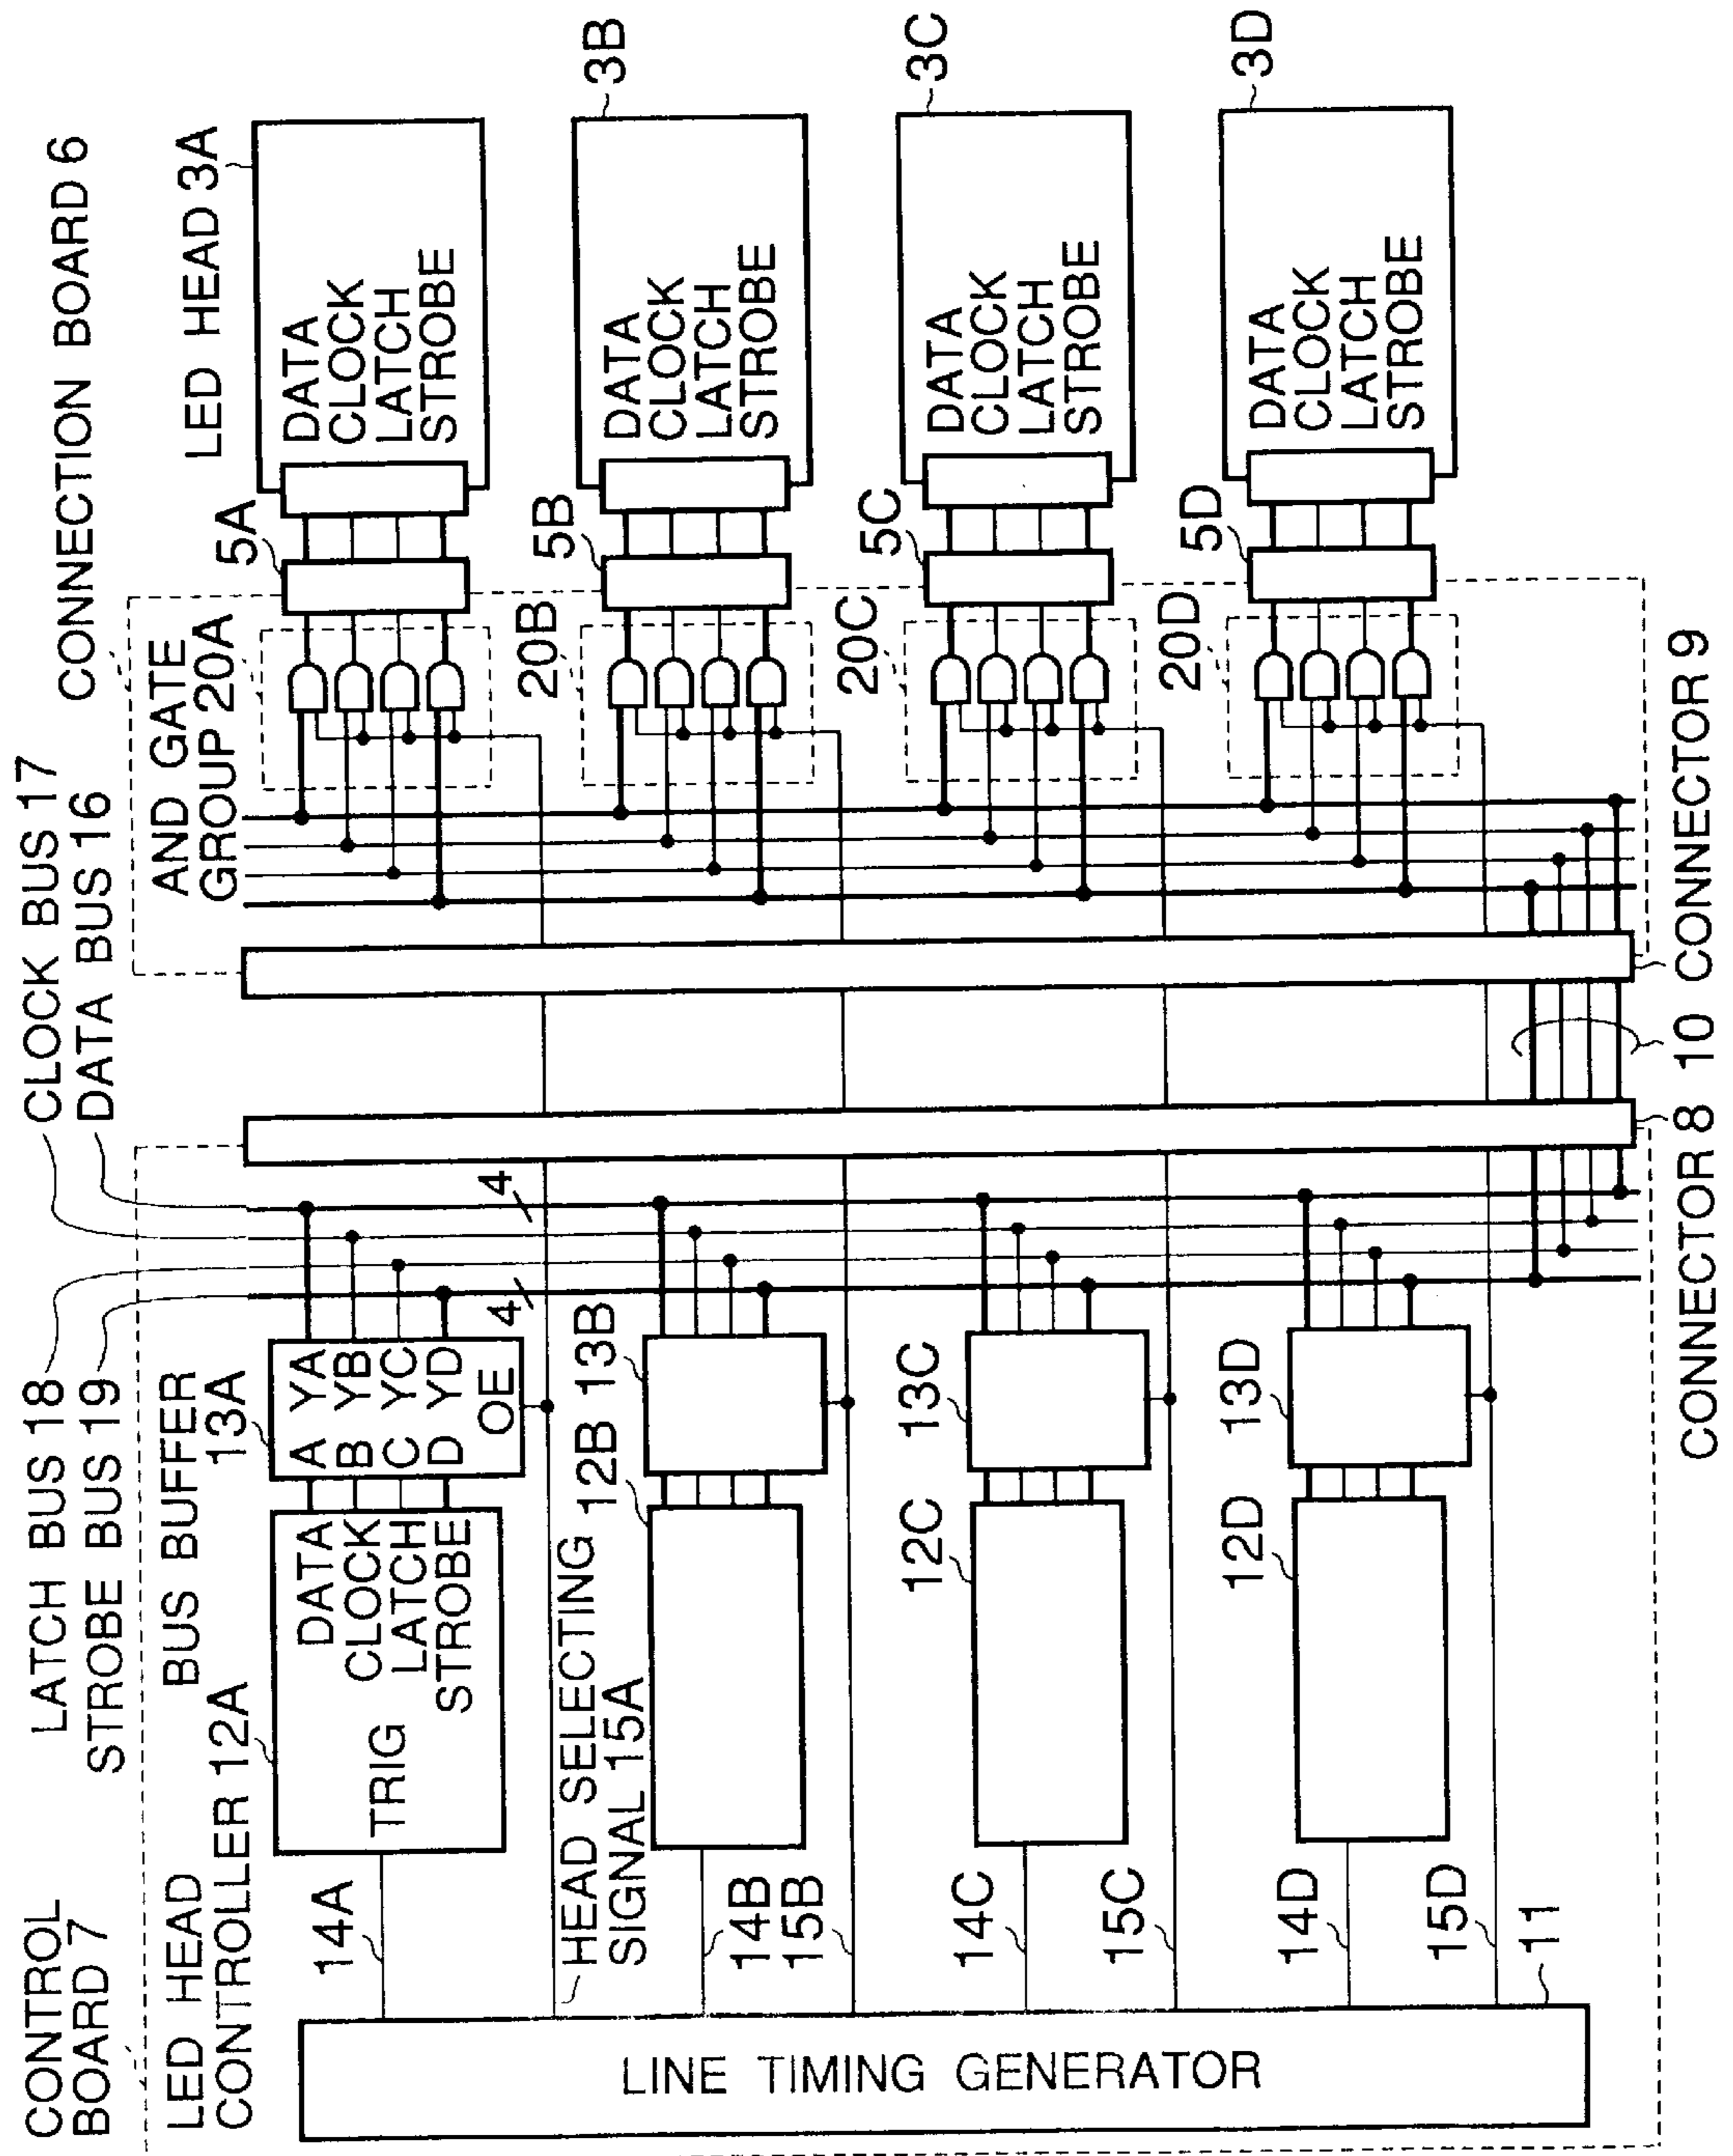 CONTROL
BOARD 7
LATCH BUS 18
STROBE BUS 19
CLOCK BUS 17
DATA BUS 16
CONNECTION BOARD 6
LED HEAD
CONTROLLER 12A
BUS BUFFER
13A
AND GATE
GROUP 20A
5A
LED HEAD 3A
14A
TRIG
DATA
CLOCK
LATCH
STROBE
A YA
B YB
C YC
D YD
OE
4
4
DATA
CLOCK
LATCH
STROBE
HEAD SELECTING
SIGNAL 15A
14B
15B
12B
13B
20B
5B
3B
DATA
CLOCK
LATCH
STROBE
14C
15C
12C
13C
20C
5C
3C
DATA
CLOCK
LATCH
STROBE
14D
15D
12D
13D
20D
5D
3D
DATA
CLOCK
LATCH
STROBE
LINE TIMING GENERATOR
11
CONNECTOR 8
10
CONNECTOR 9